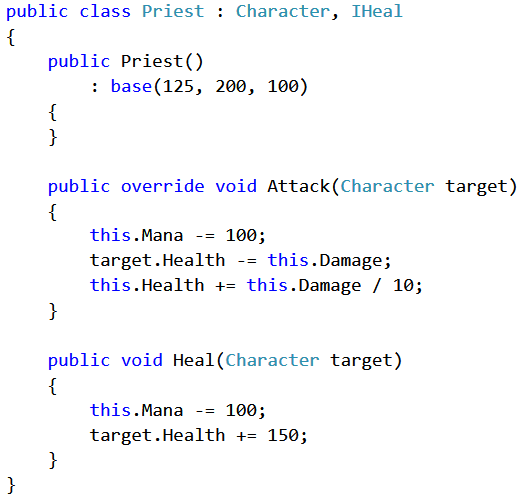 public class Priest : Character, IHeal
{
    public Priest()
        : base(125, 200, 100)
    {
    }

    public override void Attack(Character target)
    {
        this.Mana -= 100;
        target.Health -= this.Damage;
        this.Health += this.Damage / 10;
    }

    public void Heal(Character target)
    {
        this.Mana -= 100;
        target.Health += 150;
    }
}